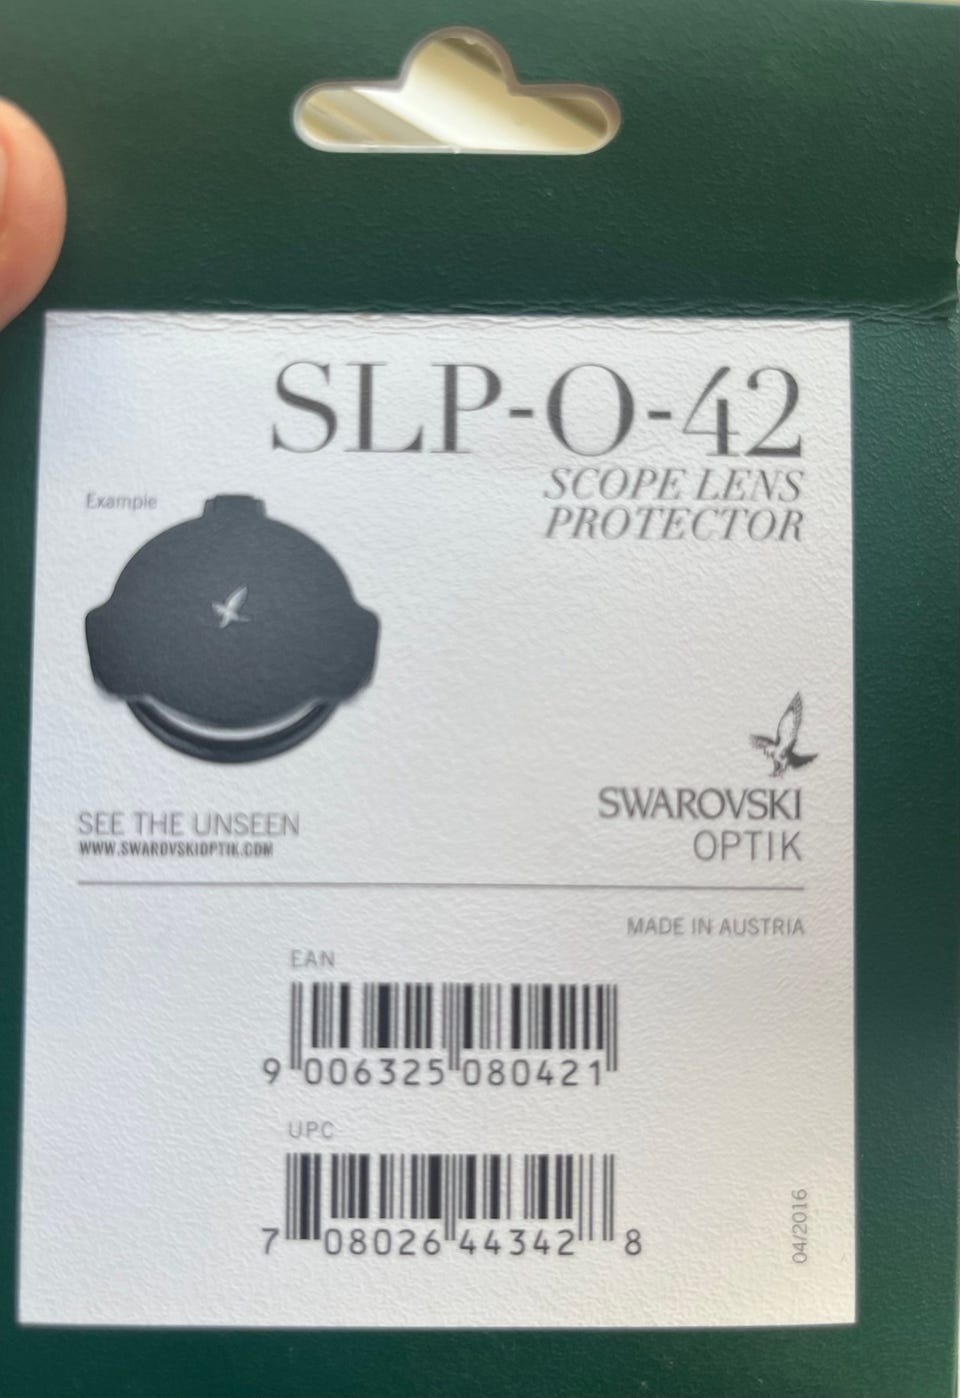 SLP-O-42
SCOPE LENS
PROTECTOR
Example
SEE THE UNSEEN
WWW.SWAROVSKIOPTIK.COM
SWAROVSKI
OPTIK
MADE IN AUSTRIA
EAN
9 006325 080421
UPC
7 08026 44342 8
04/2016